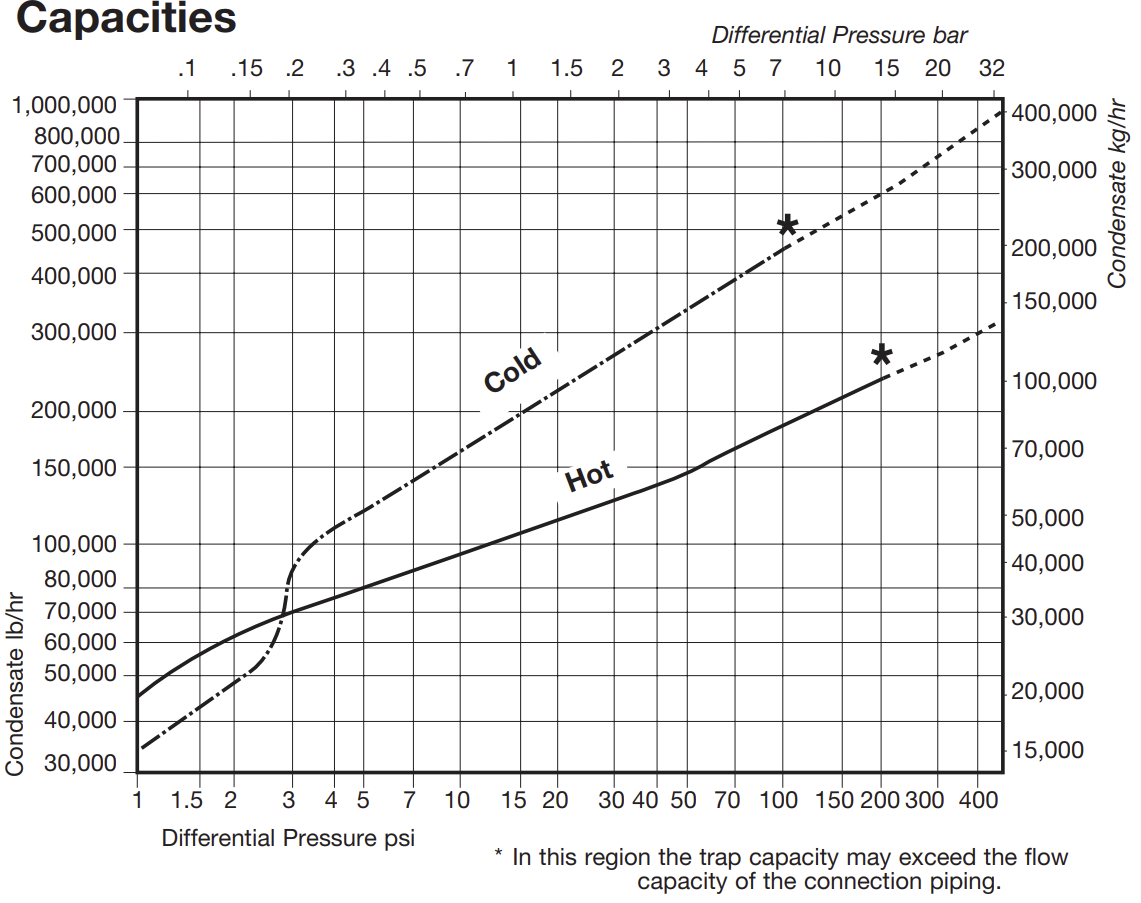 Capacities
Differential Pressure bar
.1 .15 .2 .3 .4 .5 .7 1 1.5 2 3 4 5 7 10 15 20 32
1,000,000
800,000
700,000
600,000
500,000
400,000
300,000
200,000
150,000
100,000
80,000
70,000
60,000
50,000
40,000
30,000
Condensate lb/hr
400,000
300,000
200,000
150,000
100,000
70,000
50,000
40,000
30,000
20,000
15,000
Condensate kg/hr
*
*
Cold
Hot
1 1.5 2 3 4 5 7 10 15 20 30 40 50 70 100 150 200 300 400
Differential Pressure psi
* In this region the trap capacity may exceed the flow
capacity of the connection piping.